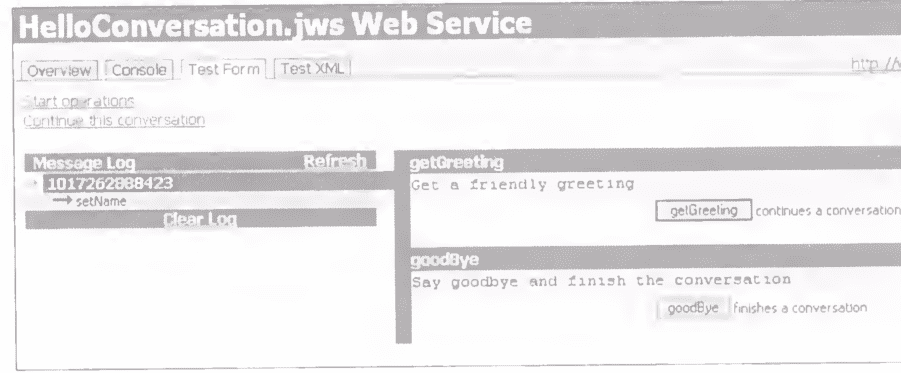 HelloConversation.jws Web Service
Overview Console Test Form Test XML http://
Start operations
Continue this conversation
Message Log Refresh
1017262888423
setName
Clear Log
getGreeting
Get a friendly greeting
getGreeting continues a conversation
goodBye
Say goodbye and finish the conversation
goodBye finishes a conversation